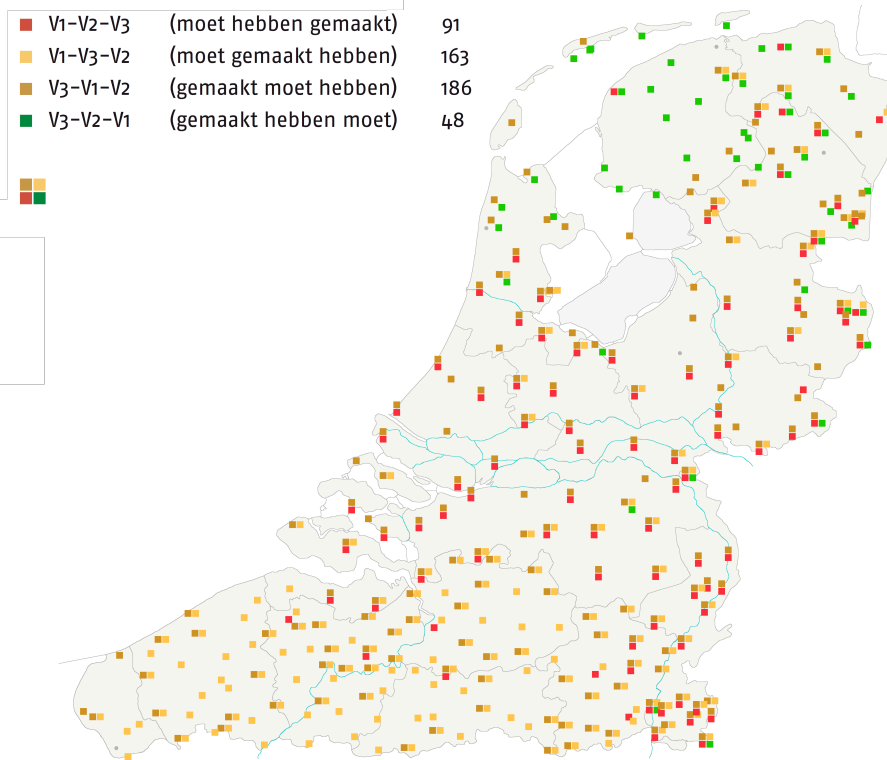 V1-V2-V3 (moet hebben gemaakt) 91
V1-V3-V2 (moet gemaakt hebben) 163
V3-V1-V2 (gemaakt moet hebben) 186
V3-V2-V1 (gemaakt hebben moet) 48